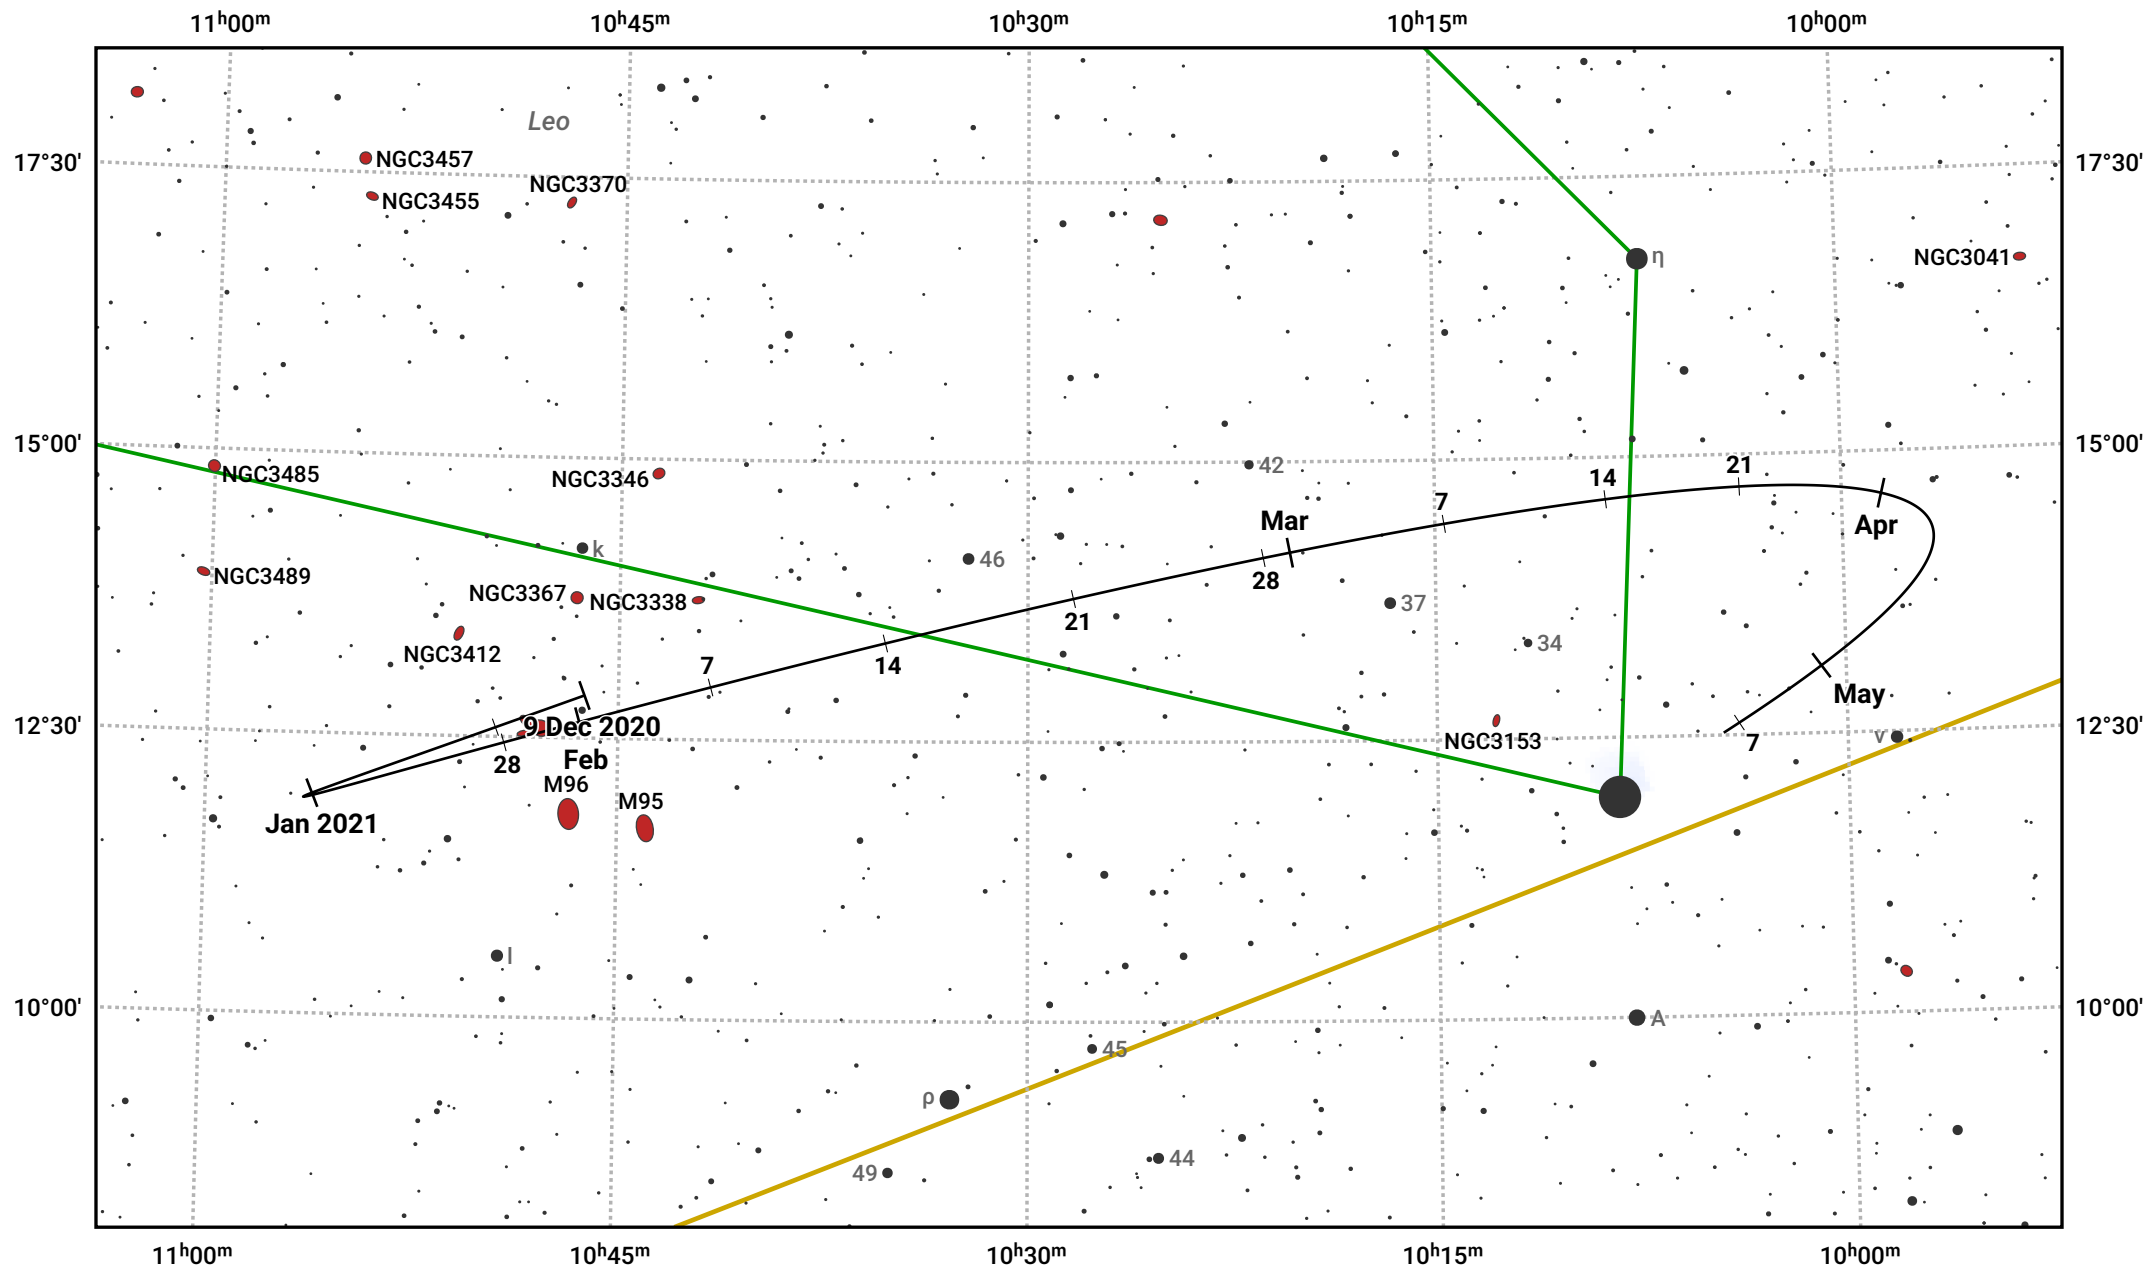 11ʰ00ᵐ 10ʰ45ᵐ 10ʰ30ᵐ 10ʰ15ᵐ 10ʰ00ᵐ
Leo
17°30' NGC3457 17°30'
NGC3370
NGC3455
η
NGC3041
15°00' 15°00'
42
21
NGC3485
NGC3346
14
7
Mar
Apr
k
46
28
NGC3489
NGC3367
NGC3338
37
21
34
NGC3412
14
7
May
12°30' 9 Dec 2020 12°30'
ν
NGC3153
7
Feb
28
M96
M95
Jan 2021
l
10°00' 10°00'
A
45
ρ
44
49
11ʰ00ᵐ 10ʰ45ᵐ 10ʰ30ᵐ 10ʰ15ᵐ 10ʰ00ᵐ